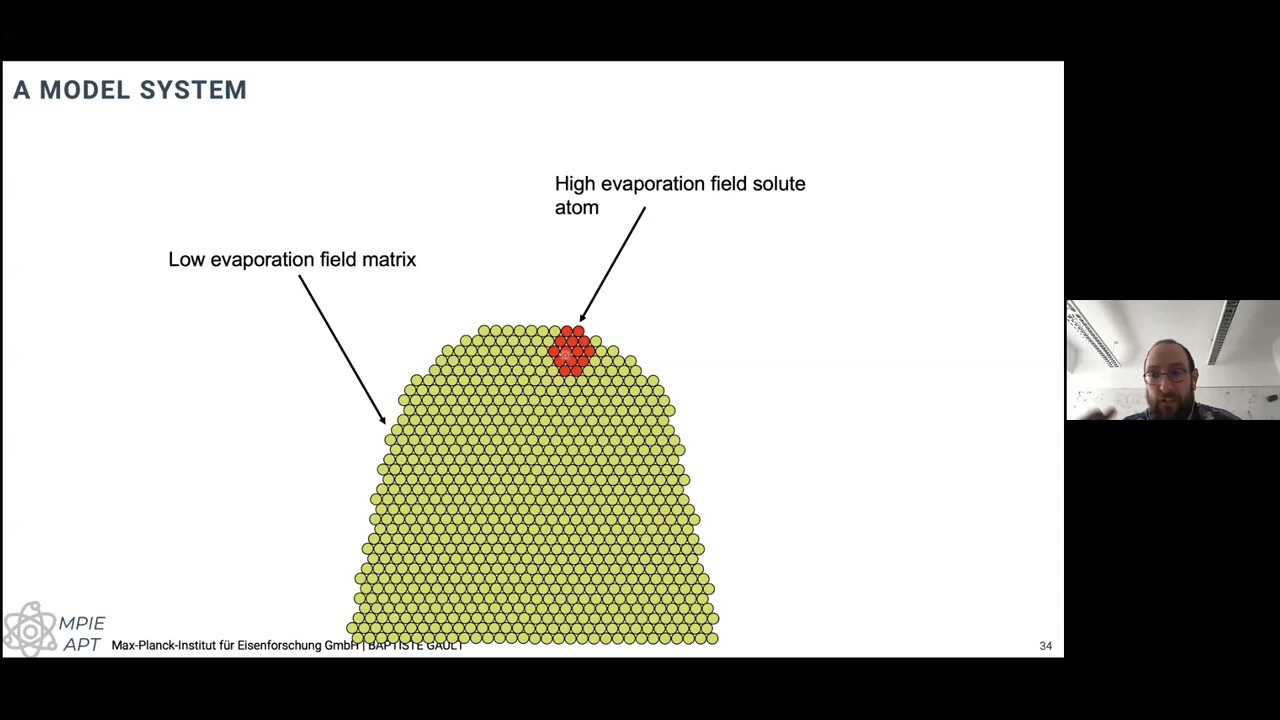 A MODEL SYSTEM
High evaporation field solute
atom
Low evaporation field matrix
MPIE
APT
Max-Planck-Institut für Eisenforschung GmbH | BAPTISTE GAULT
34